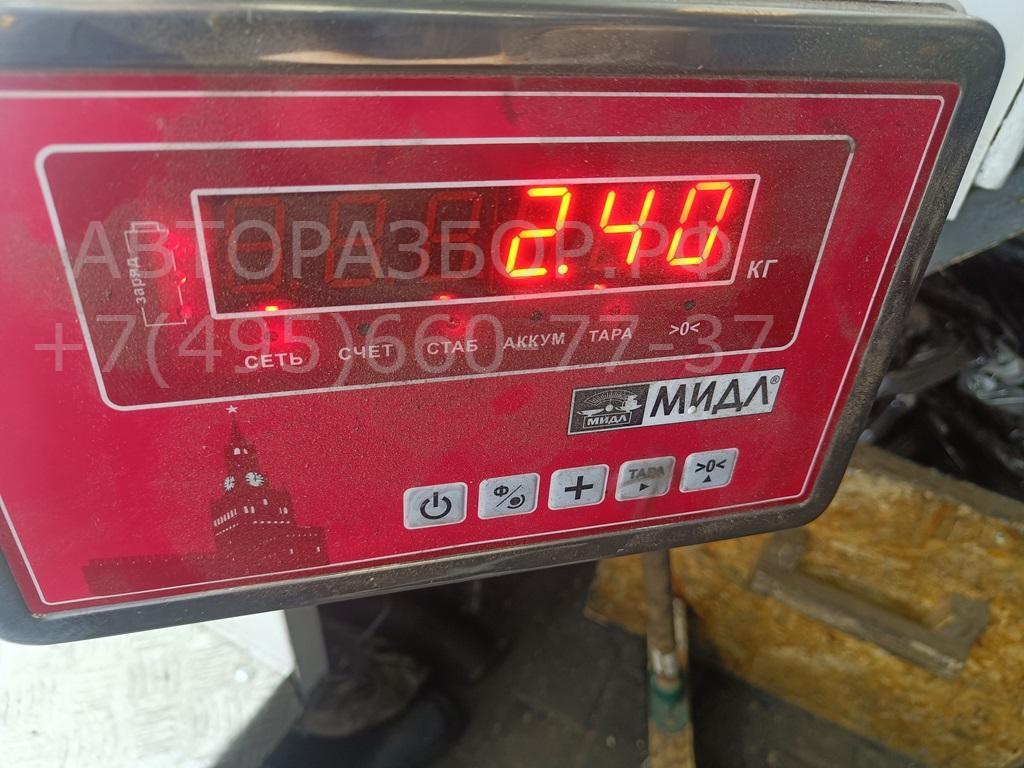 2.40
КГ
заряд
АВТОРАЗБОР.РФ
+7(495)660-77-37
СЕТЬ СЧЕТ СТАБ АККУМ ТАРА >0<
МИДЛ МИДЛ®
Ф + ТАРА >0<